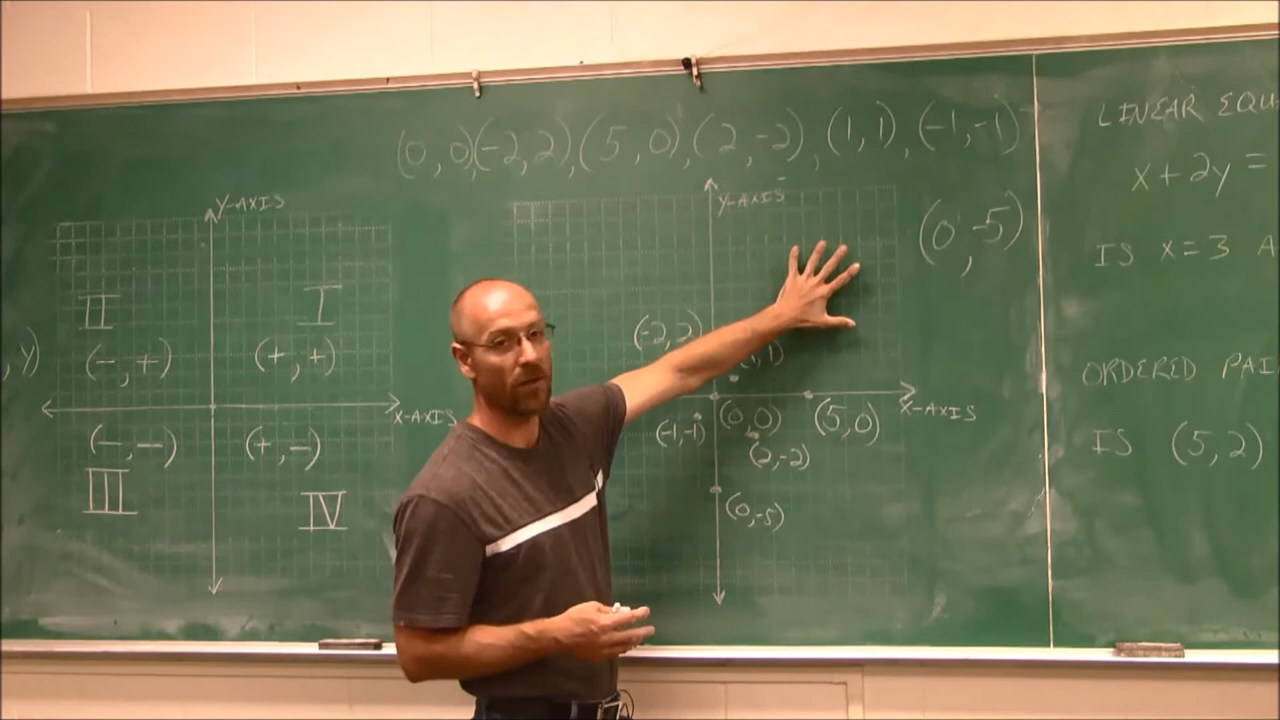 (0, 0)(-2, 2), (5, 0), (2, -2), (1, 1), (-1, -1)
(0, -5)
Y-AXIS
II
I
(-, +)
(+, +)
, Y)
X-AXIS
(-, -)
(+, -)
III
IV
Y-AXIS
(-2, 2)
, 1)
X-AXIS
(-1, -1)
(0, 0)
(5, 0)
(2, -2)
(0, -5)
LINEAR EQU
x + 2y =
IS x = 3 A
ORDERED PAI
IS (5, 2)